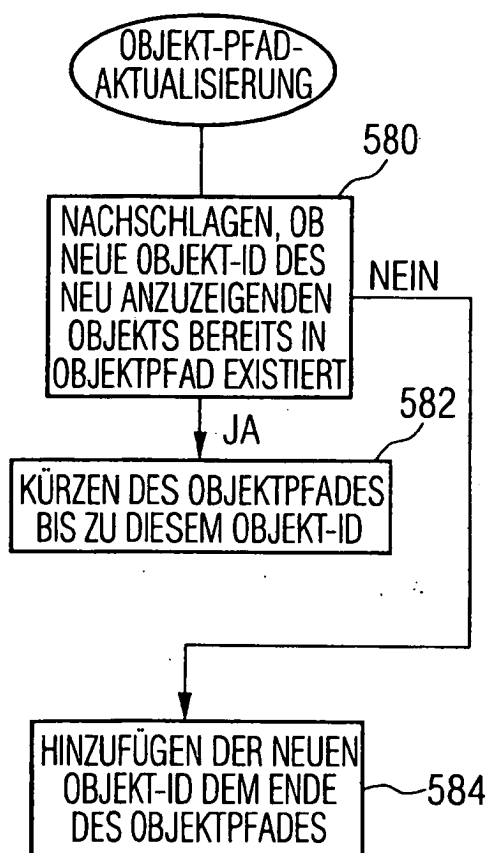 OBJEKT-PFAD-
AKTUALISIERUNG
580
NACHSCHLAGEN, OB
NEUE OBJEKT-ID DES
NEU ANZUZEIGENDEN
OBJEKTS BEREITS IN
OBJEKTPFAD EXISTIERT
NEIN
JA
582
KÜRZEN DES OBJEKTPFADES
BIS ZU DIESEM OBJEKT-ID
HINZUFÜGEN DER NEUEN
OBJEKT-ID DEM ENDE
DES OBJEKTPFADES
584